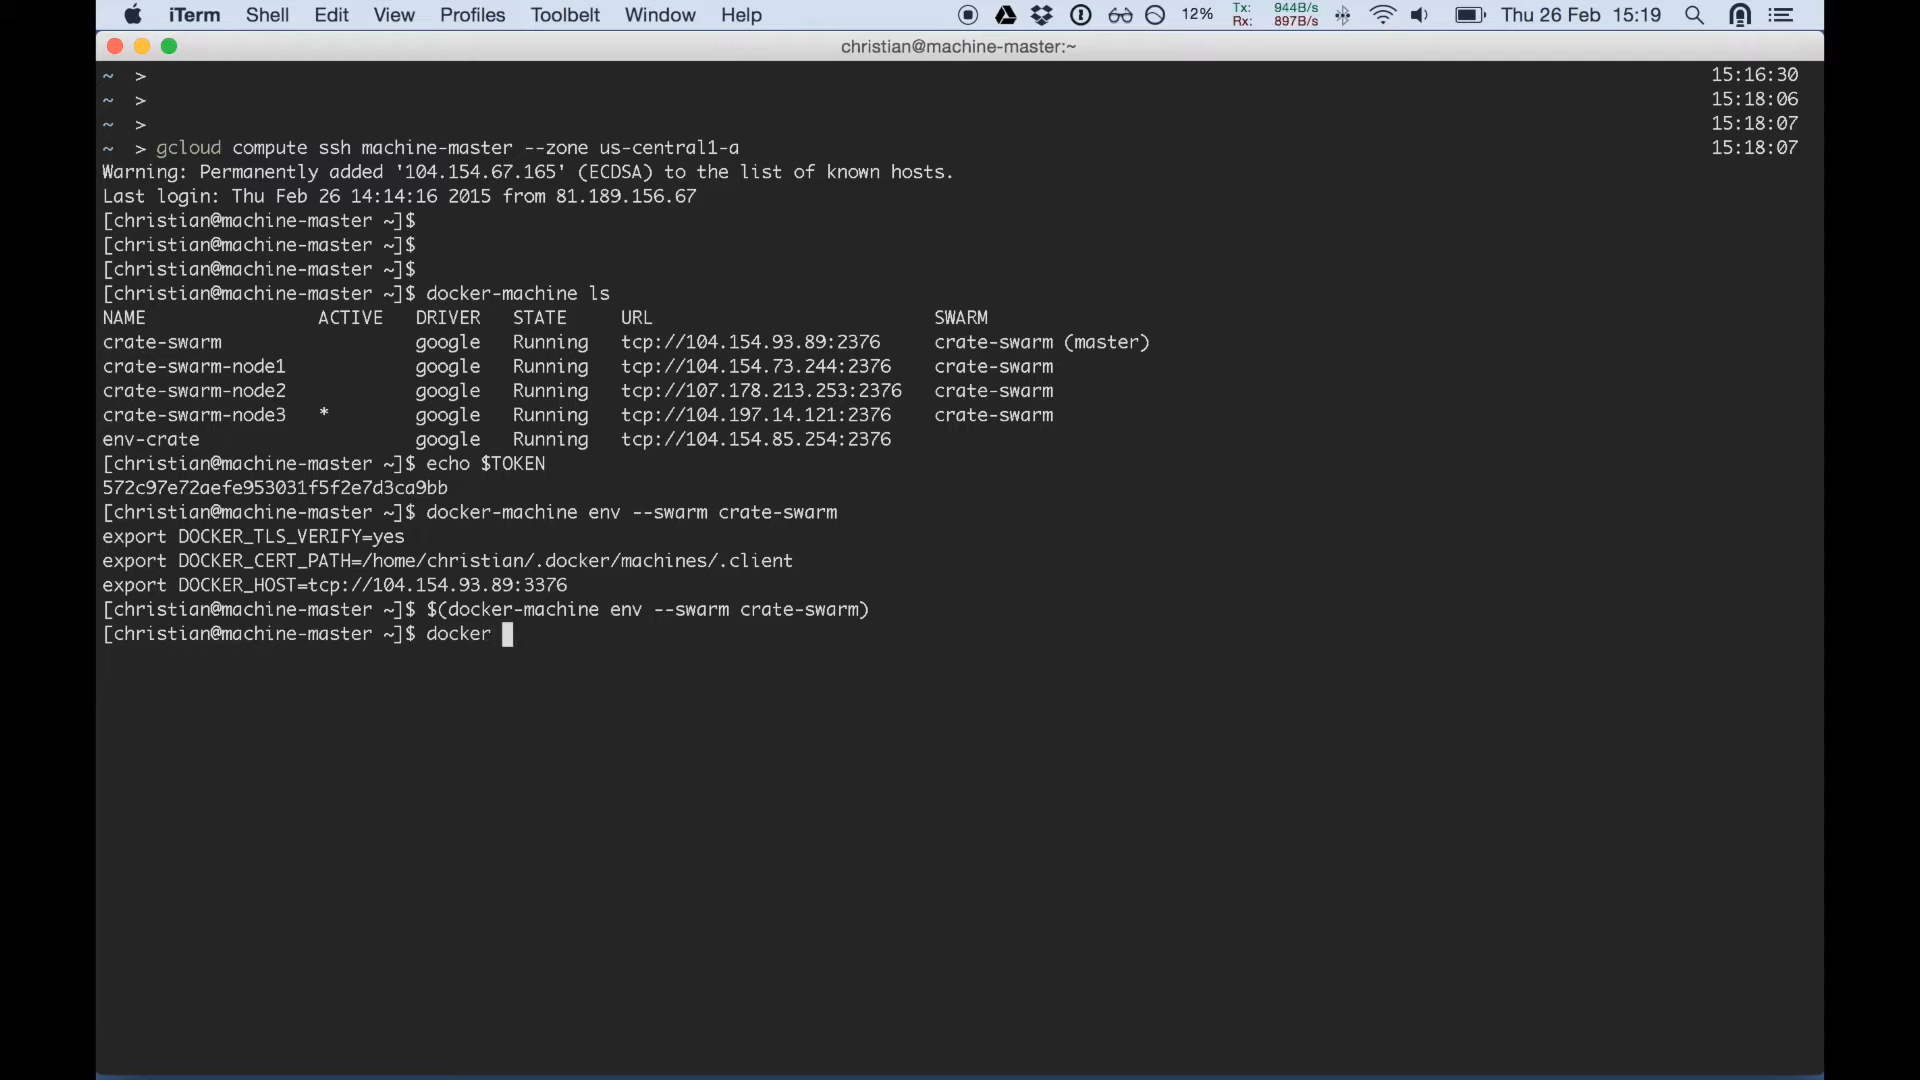 iTerm Shell Edit View Profiles Toolbelt Window Help 12% Tx: 944B/s Rx: 897B/s Thu 26 Feb 15:19
christian@machine-master:~
~ > 15:16:30
~ > 15:18:06
~ > 15:18:07
~ > gcloud compute ssh machine-master --zone us-central1-a 15:18:07
Warning: Permanently added '104.154.67.165' (ECDSA) to the list of known hosts.
Last login: Thu Feb 26 14:14:16 2015 from 81.189.156.67
[christian@machine-master ~]$
[christian@machine-master ~]$
[christian@machine-master ~]$
[christian@machine-master ~]$ docker-machine ls
NAME ACTIVE DRIVER STATE URL SWARM
crate-swarm google Running tcp://104.154.93.89:2376 crate-swarm (master)
crate-swarm-node1 google Running tcp://104.154.73.244:2376 crate-swarm
crate-swarm-node2 google Running tcp://107.178.213.253:2376 crate-swarm
crate-swarm-node3 * google Running tcp://104.197.14.121:2376 crate-swarm
env-crate google Running tcp://104.154.85.254:2376
[christian@machine-master ~]$ echo $TOKEN
572c97e72aefe953031f5f2e7d3ca9bb
[christian@machine-master ~]$ docker-machine env --swarm crate-swarm
export DOCKER_TLS_VERIFY=yes
export DOCKER_CERT_PATH=/home/christian/.docker/machines/.client
export DOCKER_HOST=tcp://104.154.93.89:3376
[christian@machine-master ~]$ $(docker-machine env --swarm crate-swarm)
[christian@machine-master ~]$ docker